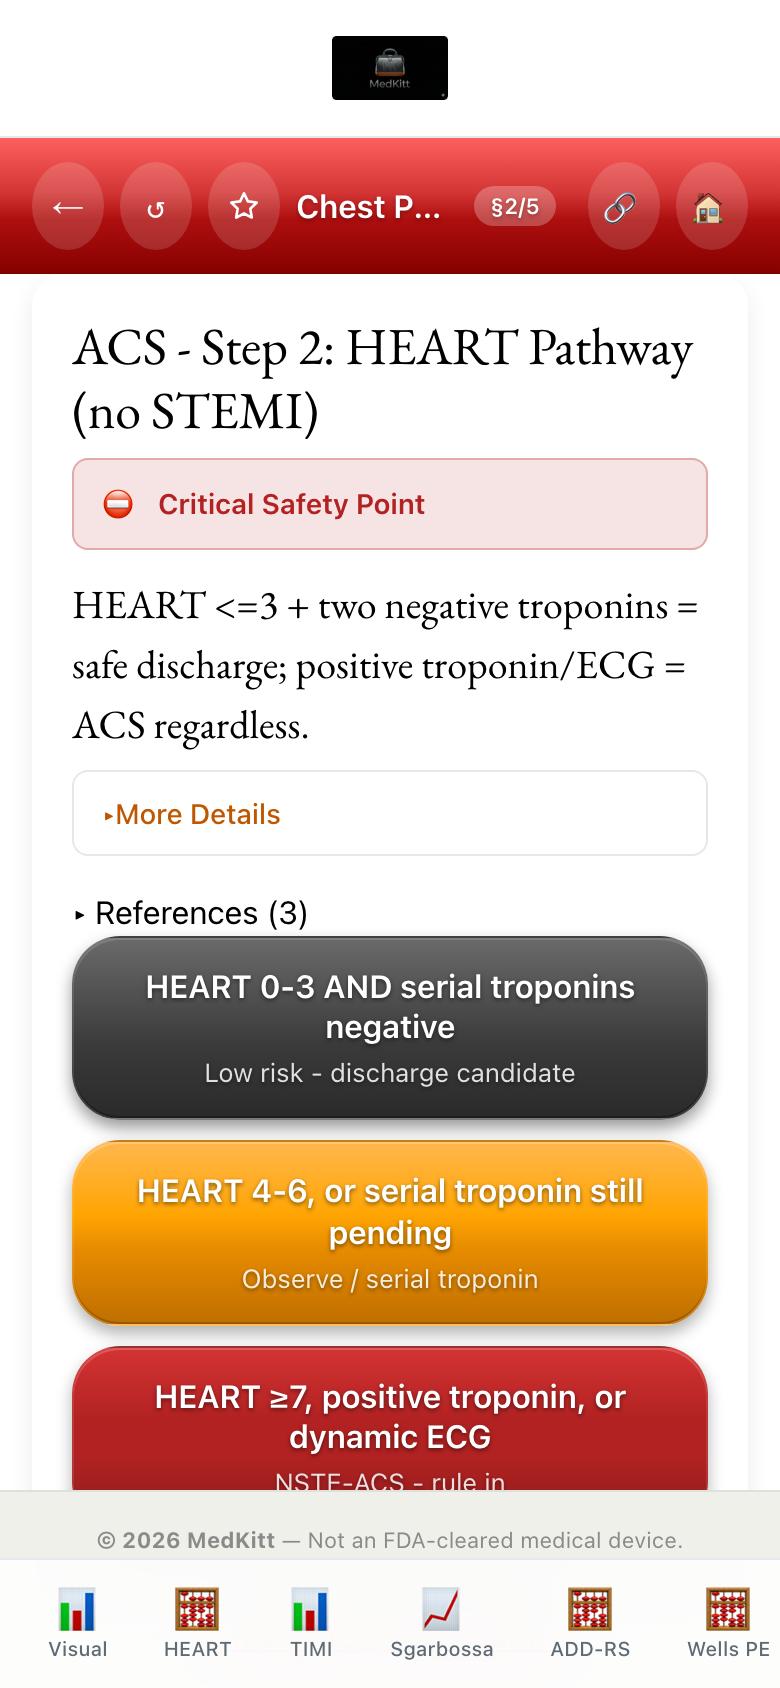 MedKitt
← ↺ ☆ Chest P... §2/5
ACS - Step 2: HEART Pathway
(no STEMI)
Critical Safety Point
HEART <=3 + two negative troponins =
safe discharge; positive troponin/ECG =
ACS regardless.
▸More Details
▸ References (3)
HEART 0-3 AND serial troponins
negative
Low risk - discharge candidate
HEART 4-6, or serial troponin still
pending
Observe / serial troponin
HEART ≥7, positive troponin, or
dynamic ECG
NSTE-ACS - rule in
© 2026 MedKitt — Not an FDA-cleared medical device.
Visual HEART TIMI Sgarbossa ADD-RS Wells PE